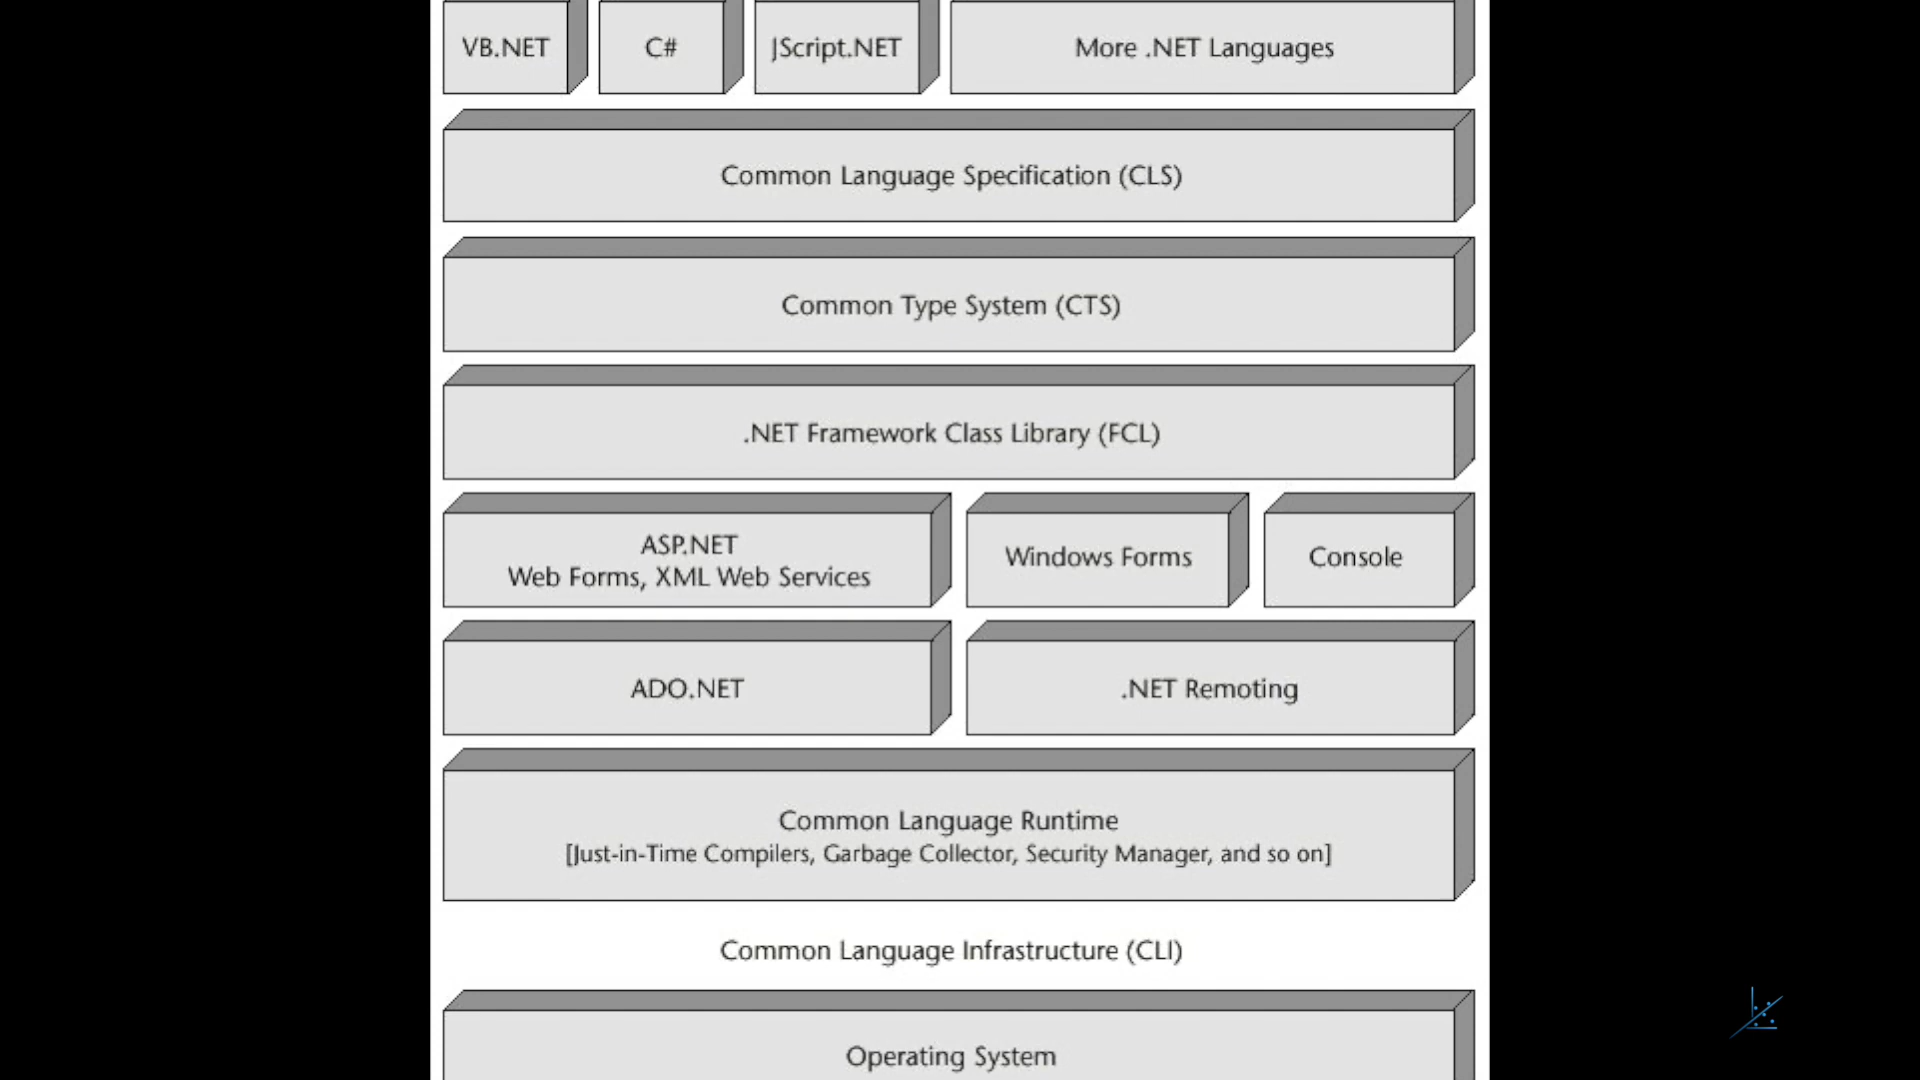 VB.NET
C#
JScript.NET
More .NET Languages
Common Language Specification (CLS)
Common Type System (CTS)
.NET Framework Class Library (FCL)
ASP.NET
Web Forms, XML Web Services
Windows Forms
Console
ADO.NET
.NET Remoting
Common Language Runtime
[Just-in-Time Compilers, Garbage Collector, Security Manager, and so on]
Common Language Infrastructure (CLI)
Operating System